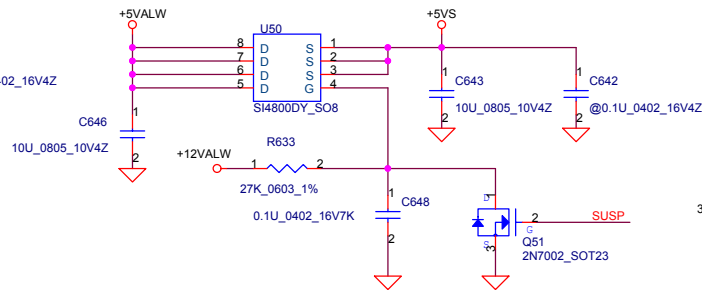 +5VALW
+5VS
U50
8 D S 1
7 D S 2
6 D S 3
5 D G 4
SI4800DY_SO8
402_16V4Z
1
C646
10U_0805_10V4Z
2
1
C643
10U_0805_10V4Z
2
1
C642
@0.1U_0402_16V4Z
2
+12VALW
R633
1 2
27K_0603_1%
1
C648
0.1U_0402_16V7K
2
D 1
2 SUSP
G
S 3
Q51
2N7002_SOT23
3